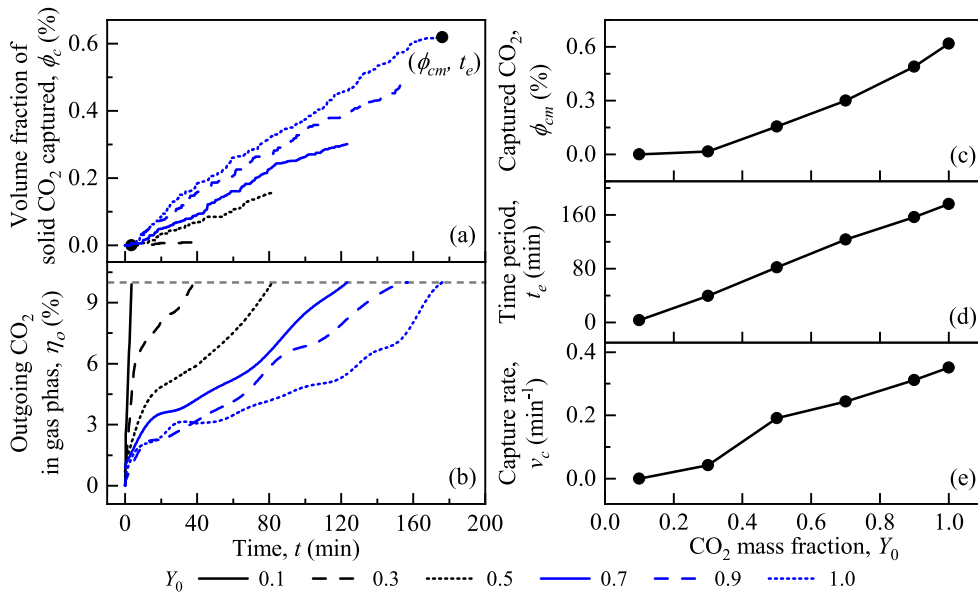 Volume fraction of
solid CO2 captured, ϕc (%)
0.6
0.4
0.2
0.0
(ϕcm, te)
(a)
Outgoing CO2
in gas phas, ηo (%)
9
6
3
0
(b)
0 40 80 120 160 200
Time, t (min)
Captured CO2,
ϕcm (%)
0.6
0.3
0.0
(c)
Time period,
te (min)
160
80
0
(d)
Capture rate,
vc (min-1)
0.4
0.2
0.0
(e)
0.0 0.2 0.4 0.6 0.8 1.0
CO2 mass fraction, Y0
Y0 0.1 0.3 0.5 0.7 0.9 1.0